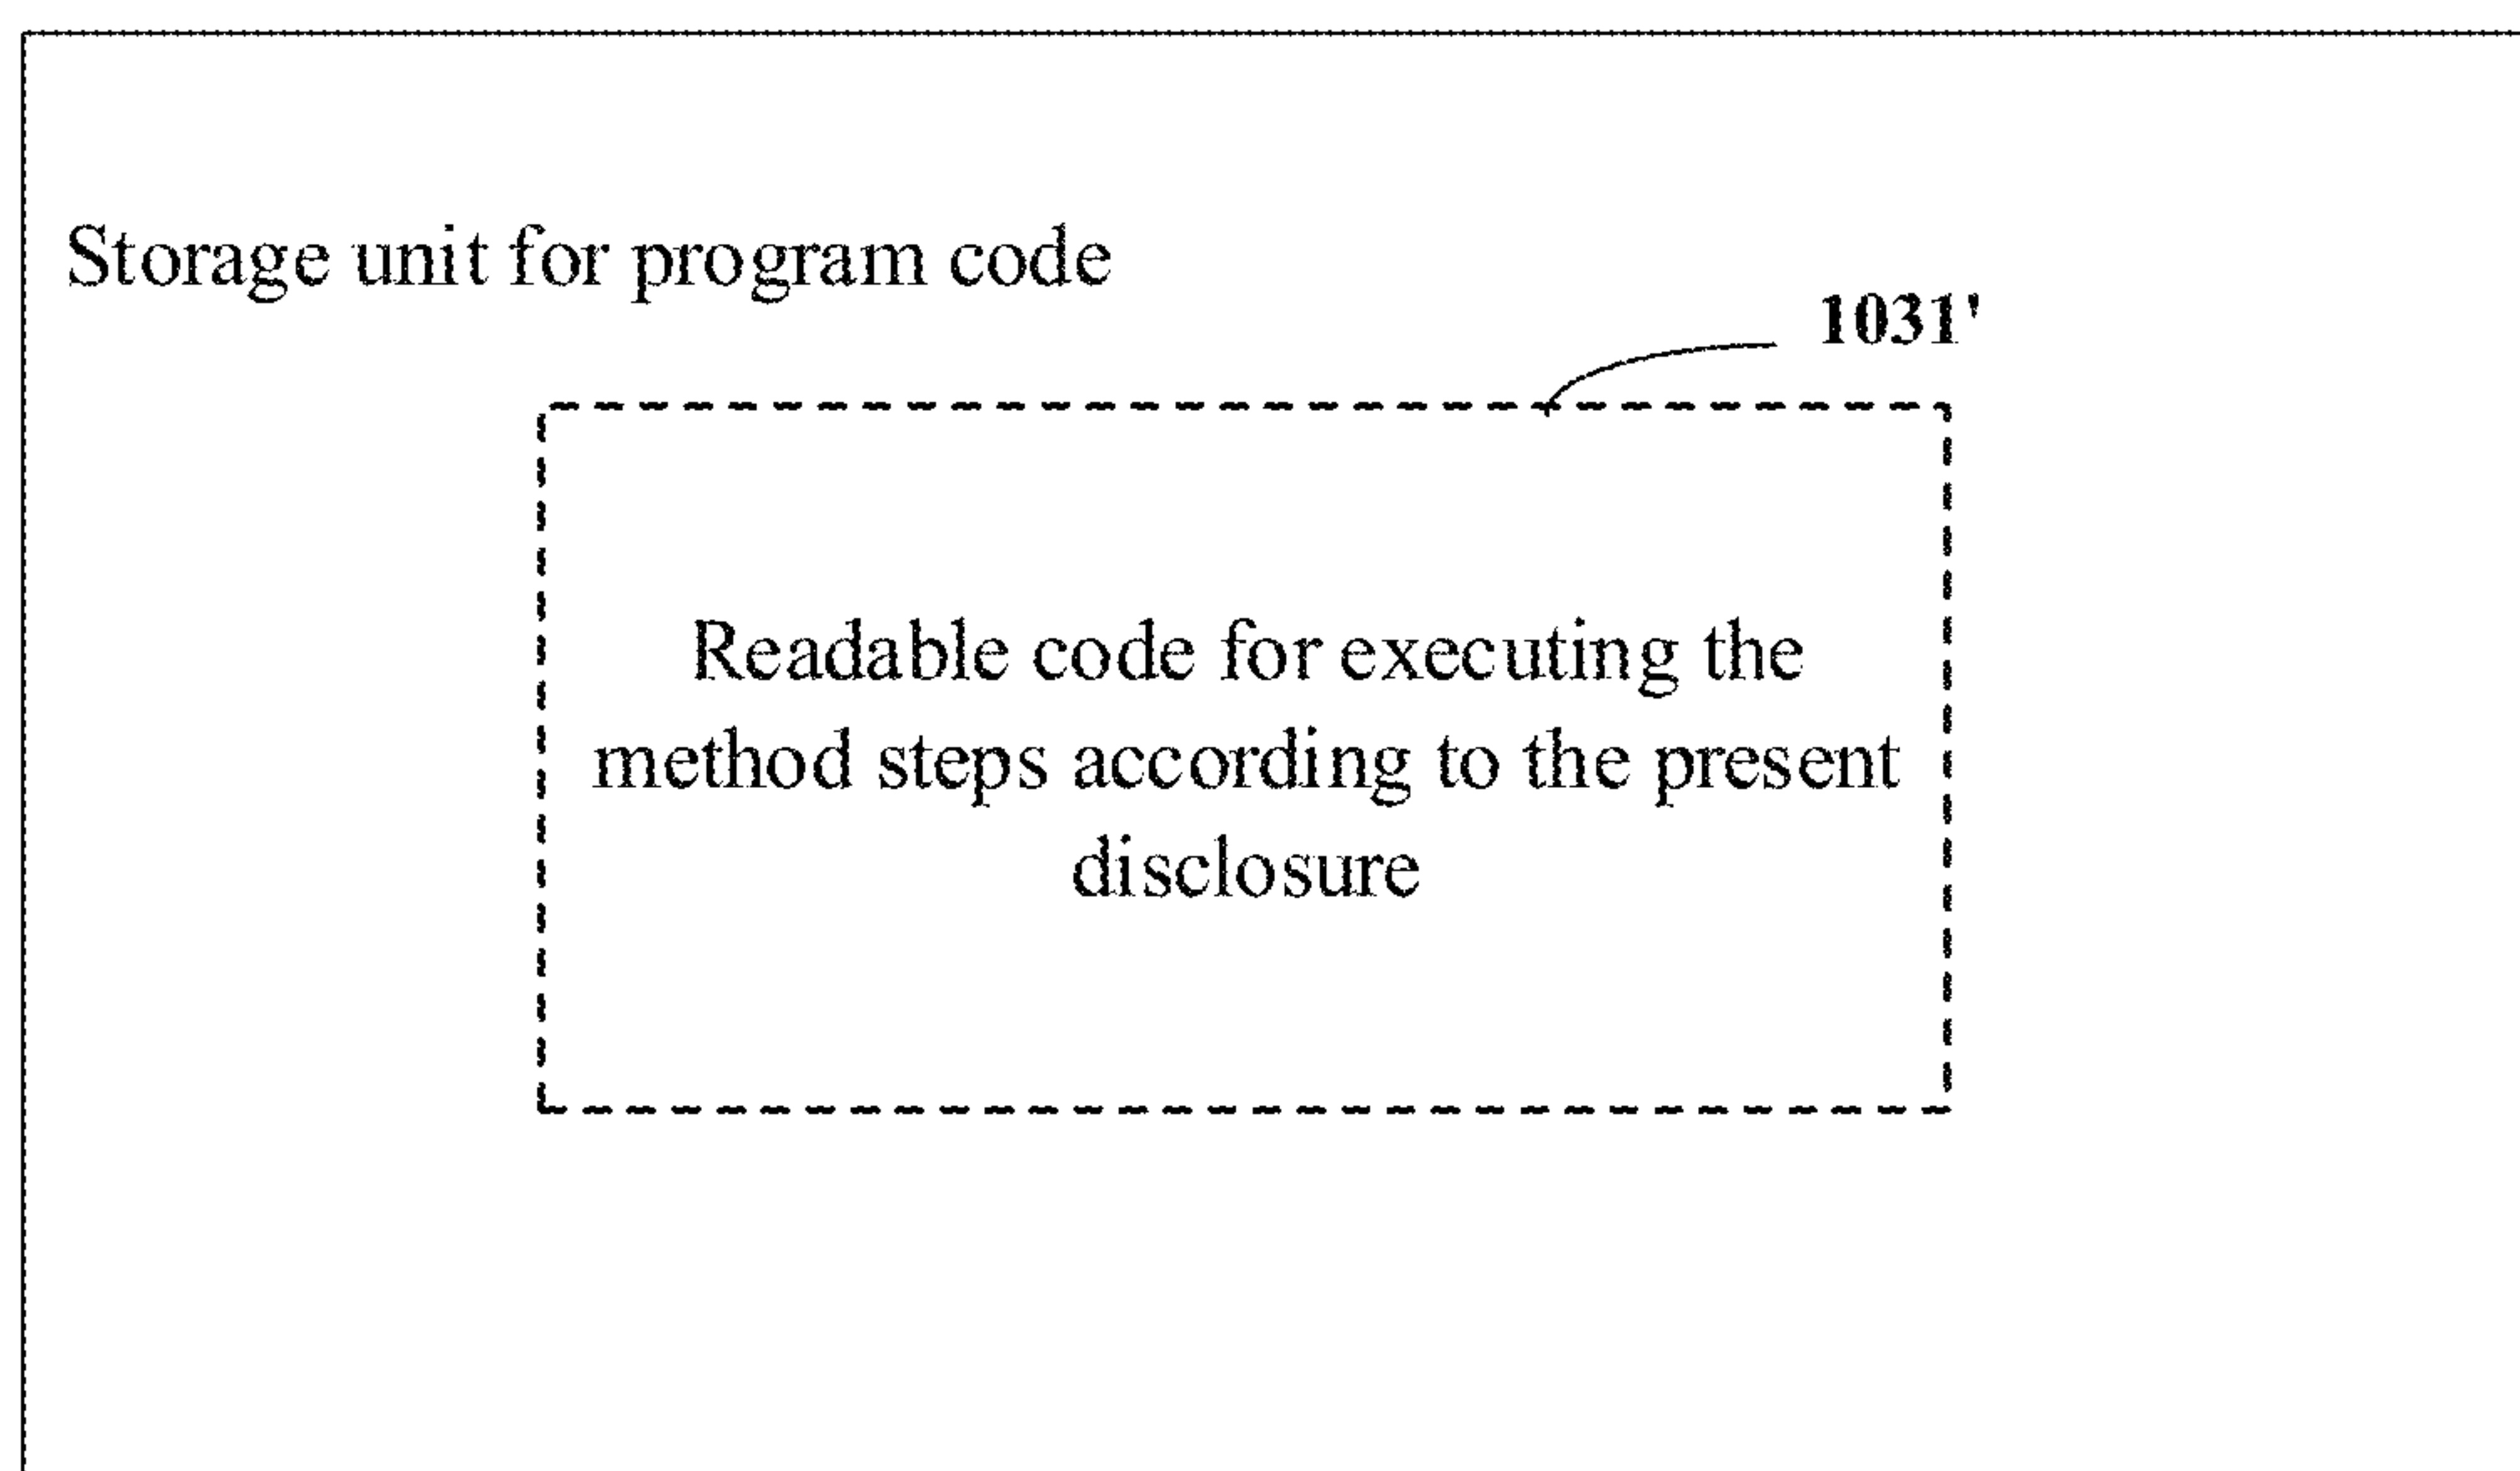 Storage unit for program code
1031'
Readable code for executing the
method steps according to the present
disclosure